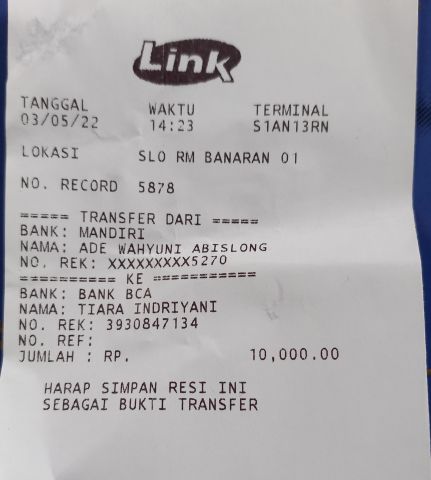 Link
TANGGAL WAKTU TERMINAL
03/05/22 14:23 S1AN13RN
LOKASI SLO RM BANARAN 01
NO. RECORD 5878
===== TRANSFER DARI =====
BANK: MANDIRI
NAMA: ADE WAHYUNI ABISLONG
NO. REK: XXXXXXXXX5270
========== KE ===========
BANK: BANK BCA
NAMA: TIARA INDRIYANI
NO. REK: 3930847134
NO. REF:
JUMLAH : RP. 10,000.00
HARAP SIMPAN RESI INI
SEBAGAI BUKTI TRANSFER